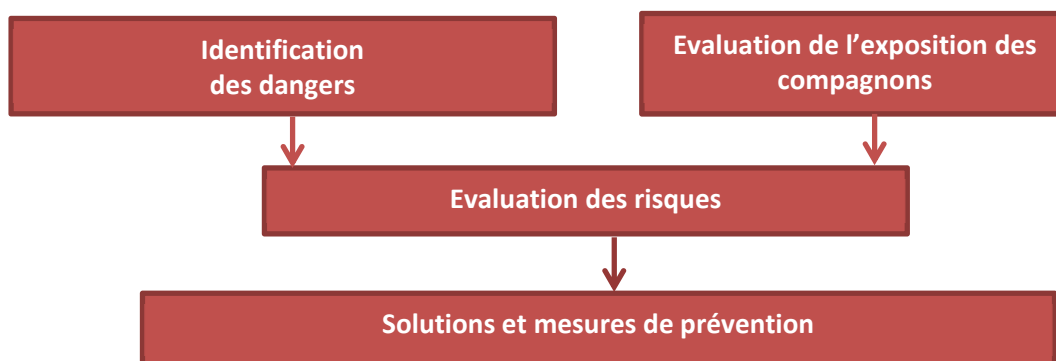 Identification
des dangers
Evaluation de l’exposition des
compagnons
Evaluation des risques
Solutions et mesures de prévention